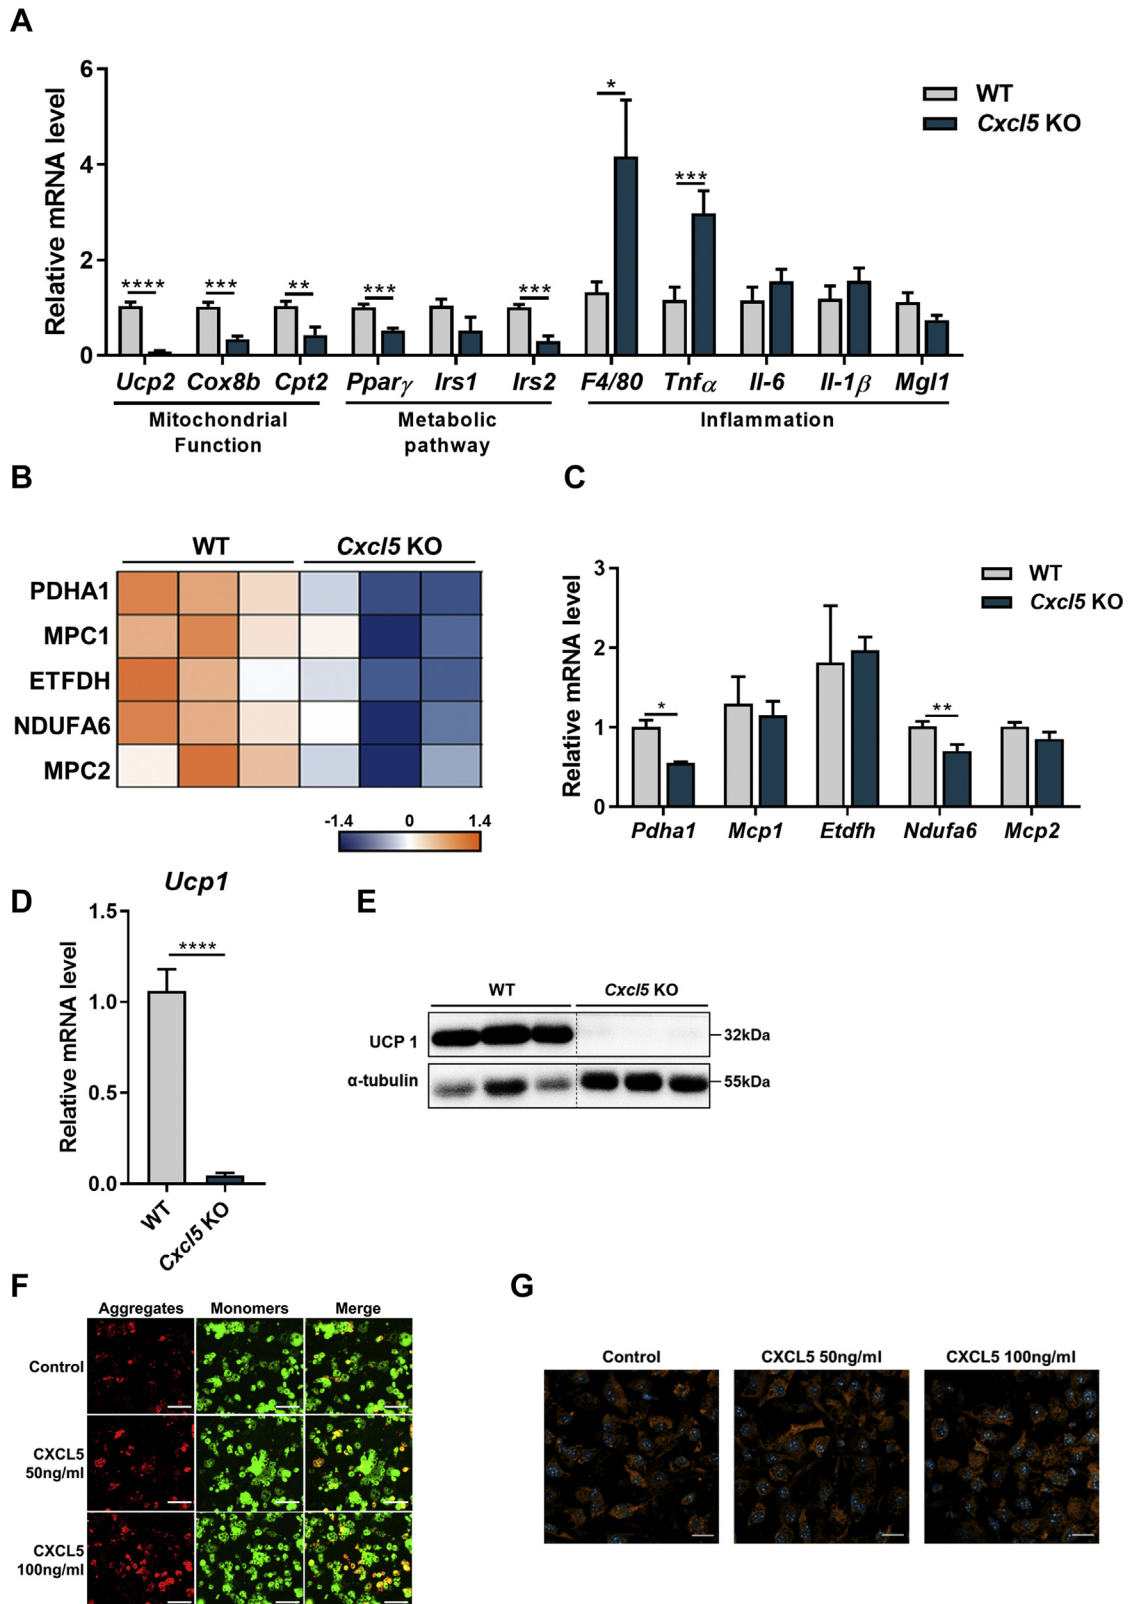 A
6
4
2
0
Relative mRNA level
WT
Cxcl5 KO
*
***
****
***
**
***
***
Ucp2 Cox8b Cpt2 Pparγ Irs1 Irs2 F4/80 Tnfα Il-6 Il-1β Mgl1
Mitochondrial
Function
Metabolic
pathway
Inflammation
B
WT Cxcl5 KO
PDHA1
MPC1
ETFDH
NDUFA6
MPC2
-1.4 0 1.4
C
3
2
1
0
Relative mRNA level
WT
Cxcl5 KO
* **
Pdha1 Mcp1 Etdfh Ndufa6 Mcp2
D
Ucp1
1.5
1.0
0.5
0.0
Relative mRNA level
****
WT
Cxcl5 KO
E
WT Cxcl5 KO
UCP 1 32kDa
α-tubulin 55kDa
F
Aggregates Monomers Merge
Control
CXCL5
50ng/ml
CXCL5
100ng/ml
G
Control CXCL5 50ng/ml CXCL5 100ng/ml